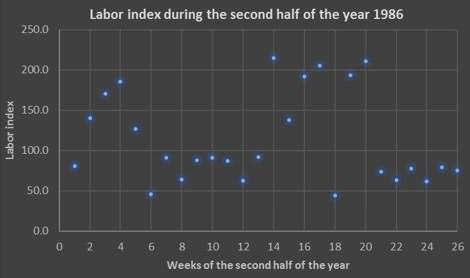 Labor index during the second half of the year 1986
250.0
200.0
150.0
100.0
50.0
0.0
Labor index
0 2 4 6 8 10 12 14 16 18 20 22 24 26
Weeks of the second half of the year